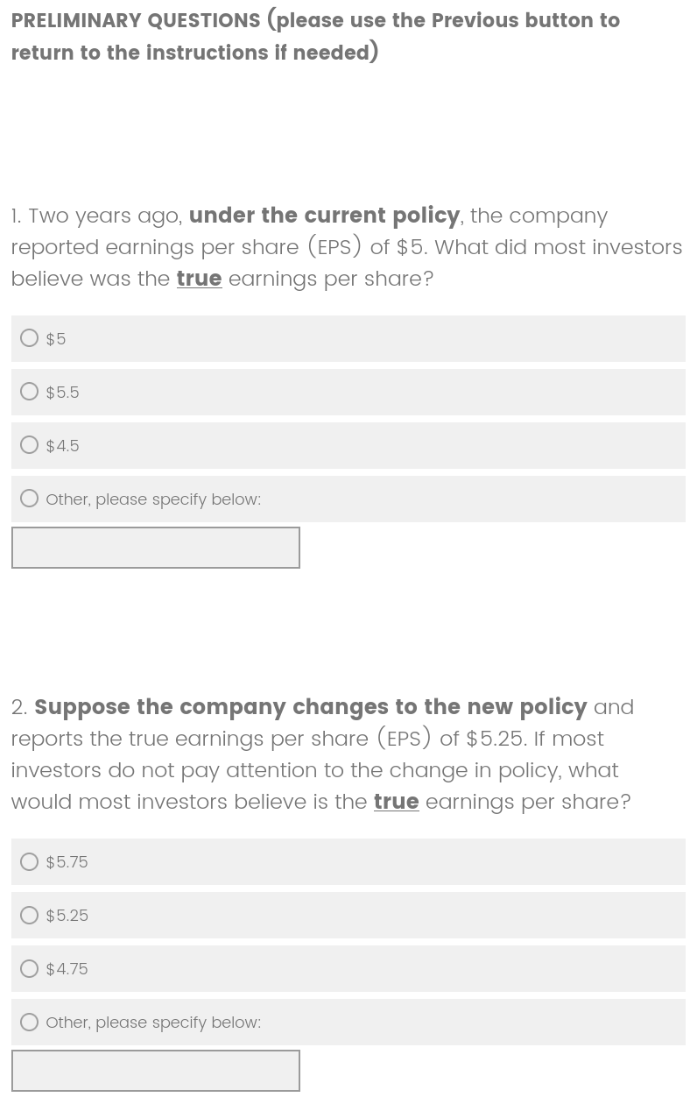 PRELIMINARY QUESTIONS (please use the Previous button to
return to the instructions if needed)
1. Two years ago, under the current policy, the company
reported earnings per share (EPS) of $5. What did most investors
believe was the true earnings per share?
$5
$5.5
$4.5
Other, please specify below:
2. Suppose the company changes to the new policy and
reports the true earnings per share (EPS) of $5.25. If most
investors do not pay attention to the change in policy, what
would most investors believe is the true earnings per share?
$5.75
$5.25
$4.75
Other, please specify below: